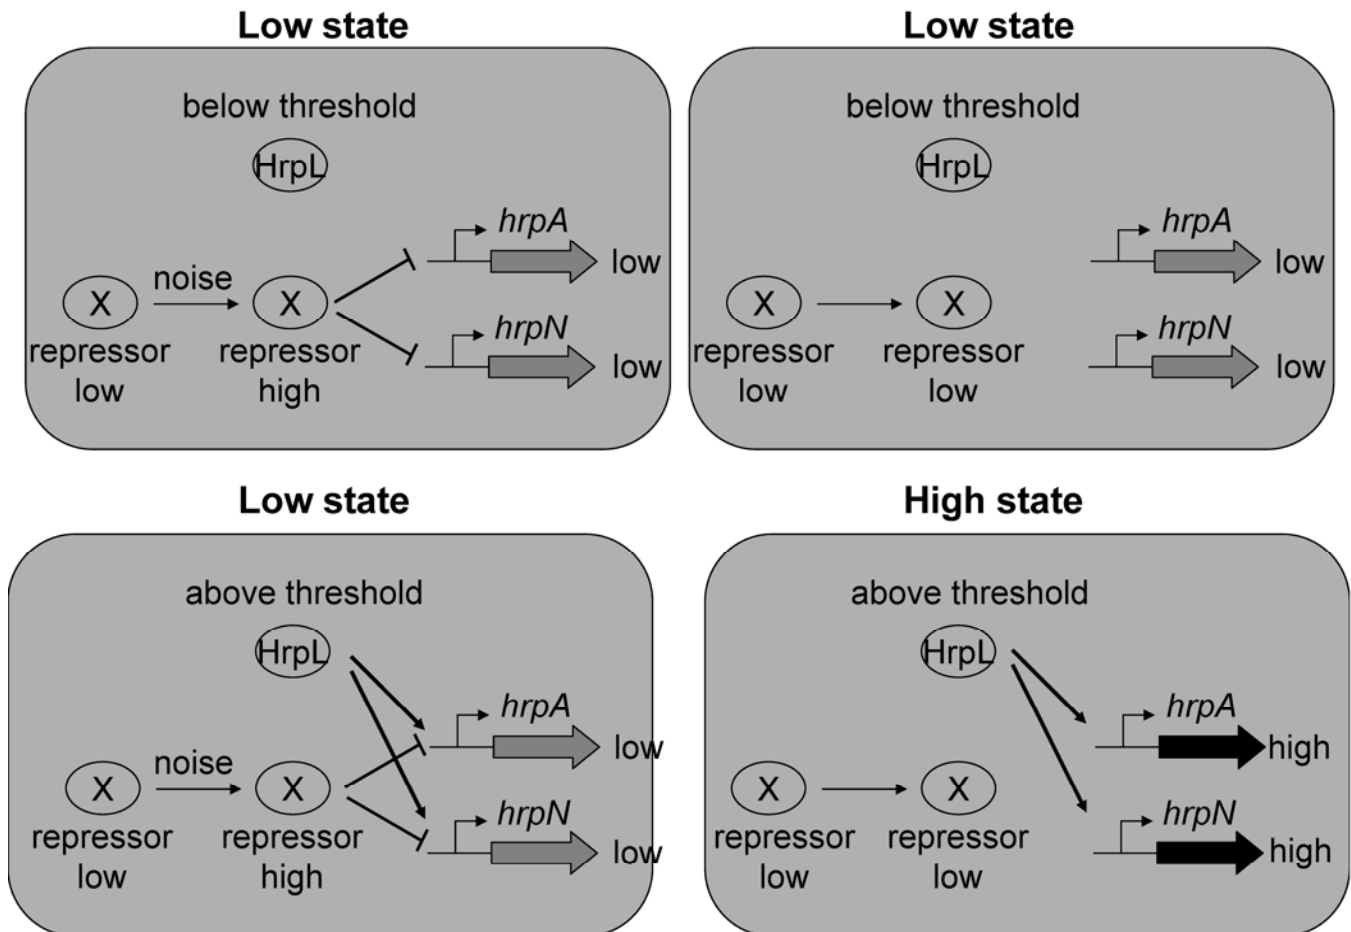 Low state
below threshold
HrpL
hrpA
low
noise
X
X
hrpN
repressor
low
repressor
high
low
Low state
below threshold
HrpL
hrpA
low
X
X
hrpN
repressor
low
repressor
low
low
Low state
above threshold
HrpL
hrpA
low
noise
X
X
hrpN
repressor
low
repressor
high
low
High state
above threshold
HrpL
hrpA
high
X
X
hrpN
repressor
low
repressor
low
high